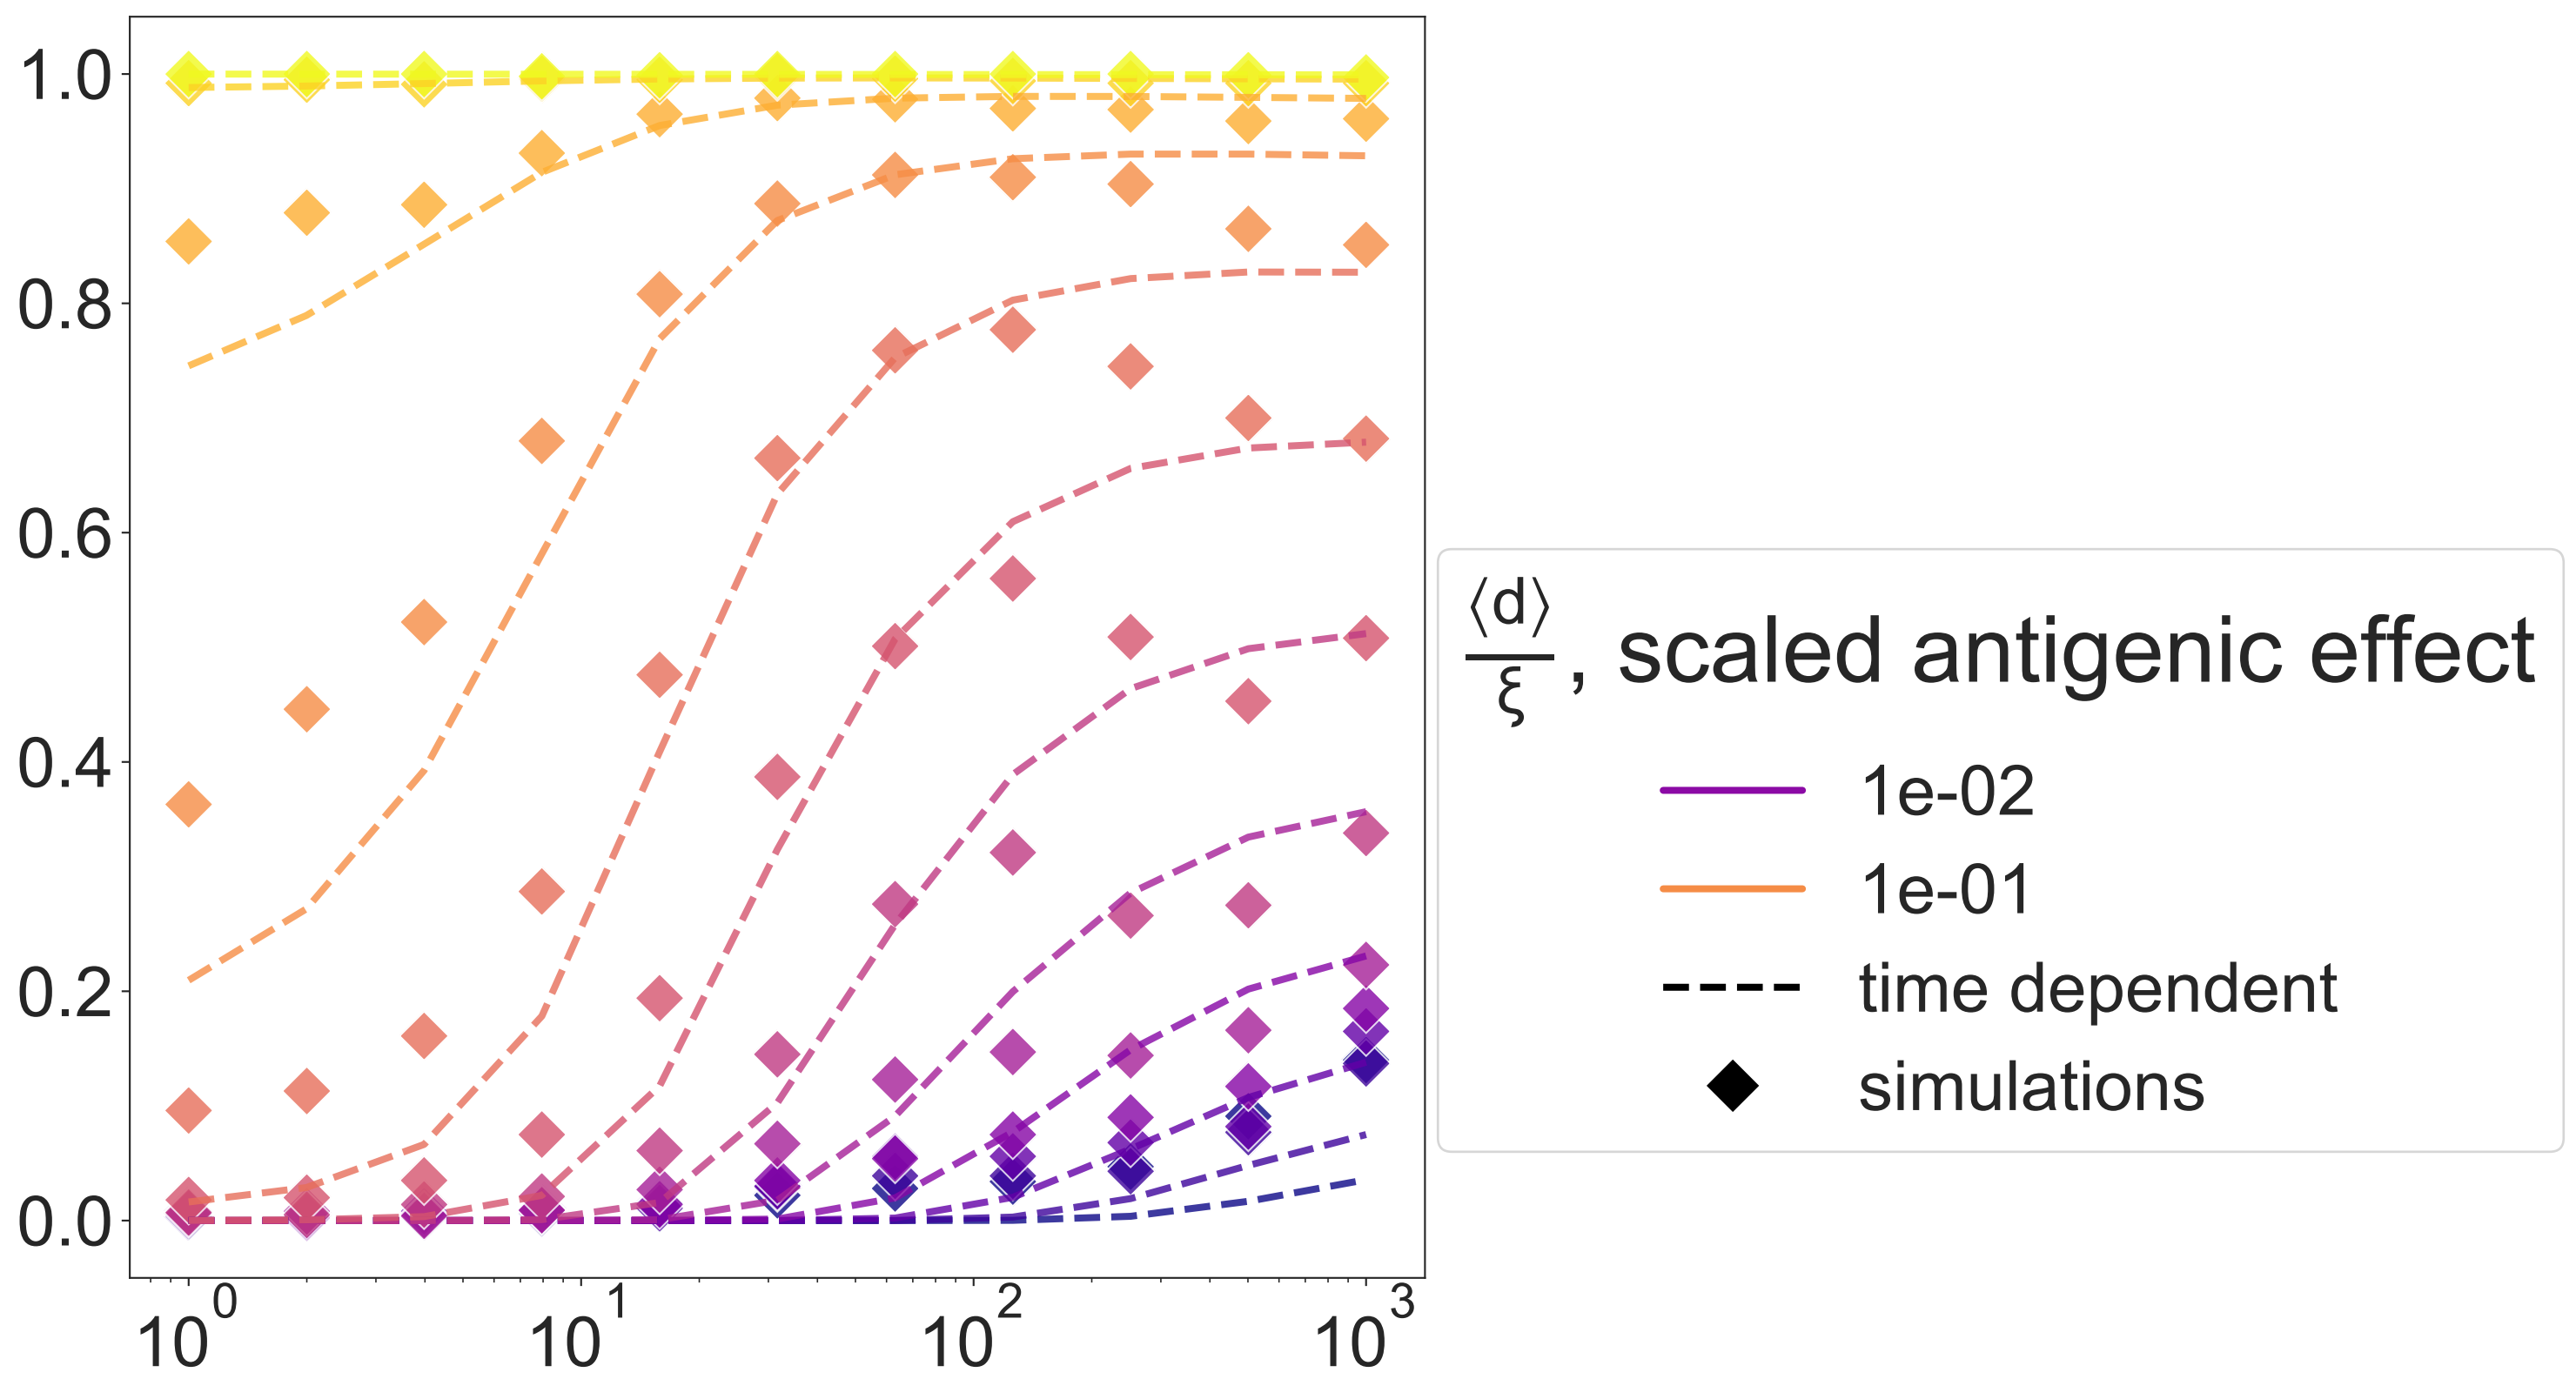 1.0
0.8
0.6
0.4
0.2
0.0
10^0 10^1 10^2 10^3
⟨d⟩/ξ, scaled antigenic effect
1e-02
1e-01
time dependent
simulations